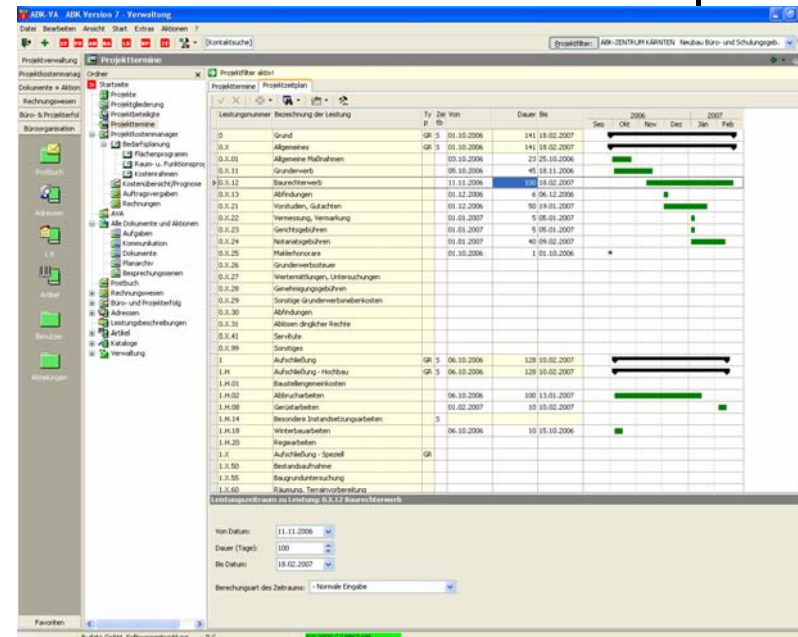 ABK-VA ABK Version 7 - Verwaltung
Datei Bearbeiten Ansicht Start Extras Aktionen ?
[Kontaktsuche] Projektfilter: ABK-ZENTRUM KÄRNTEN Neubau Büro- und Schulungsgeb.
Projektverwaltung
Projektkostenmanag
Dokumente + Aktion
Rechnungswesen
Büro- & Projekterfol
Büroorganisation
Postbuch
Adressen
Artikel
Benutzer
Abteilungen
Favoriten
Projekttermine
Ordner x
Startseite
Projekte
Projektgliederung
Projektbeteiligte
Projekttermine
Projektkostenmanager
Bedarfsplanung
Flächenprogramm
Raum- u. Funktionsprog
Kostenrahmen
Kostenübersicht/Prognose
Auftragsvergaben
Rechnungen
AVA
Alle Dokumente und Aktionen
Aufgaben
Kommunikation
Dokumente
Planarchiv
Besprechungsserien
Postbuch
Rechnungswesen
Büro- und Projekterfolg
Adressen
Leistungsbeschreibungen
Artikel
Kataloge
Verwaltung
Projektfilter aktiv!
Projekttermine Projektzeitplan
Leistungsnummer Bezeichnung der Leistung Ty p Zei tb Von Dauer Bis 2006 2007
Sep Okt Nov Dez Jän Feb
0 Grund GR S 01.10.2006 141 18.02.2007
0.X Allgemeines GR S 01.10.2006 141 18.02.2007
0.X.01 Allgemeine Maßnahmen 03.10.2006 23 25.10.2006
0.X.11 Grunderwerb 05.10.2006 45 18.11.2006
0.X.12 Baurechterwerb 11.11.2006 100 18.02.2007
0.X.13 Abfindungen 01.12.2006 6 06.12.2006
0.X.21 Vorstudien, Gutachten 01.12.2006 50 19.01.2007
0.X.22 Vermessung, Vermarkung 01.01.2007 5 05.01.2007
0.X.23 Gerichtsgebühren 01.01.2007 5 05.01.2007
0.X.24 Notariatsgebühren 01.01.2007 40 09.02.2007
0.X.25 Maklerhonorare 01.10.2006 1 01.10.2006
0.X.26 Grunderwerbssteuer
0.X.27 Wertermittlungen, Untersuchungen
0.X.28 Genehmigungsgebühren
0.X.29 Sonstige Grunderwerbsnebenkosten
0.X.30 Abfindungen
0.X.31 Ablösen dinglicher Rechte
0.X.41 Servitute
0.X.99 Sonstiges
1 Aufschließung GR S 06.10.2006 128 10.02.2007
1.H Aufschließung - Hochbau GR S 06.10.2006 128 10.02.2007
1.H.01 Baustellengemeinkosten
1.H.02 Abbrucharbeiten 06.10.2006 100 13.01.2007
1.H.08 Gerüstarbeiten 01.02.2007 10 10.02.2007
1.H.14 Besondere Instandsetzungsarbeiten S
1.H.18 Winterbauarbeiten 06.10.2006 10 15.10.2006
1.H.20 Regiearbeiten
1.X Aufschließung - Speziell GR
1.X.50 Bestandsaufnahme
1.X.55 Baugrunduntersuchung
1.X.60 Räumung, Terrainvorbereitung
Leistungszeitraum zu Leistung: 0.X.12 Baurechterwerb
Von Datum: 11.11.2006
Dauer (Tage): 100
Bis Datum: 18.02.2007
Berechungsart des Zeitraums: - Normale Eingabe